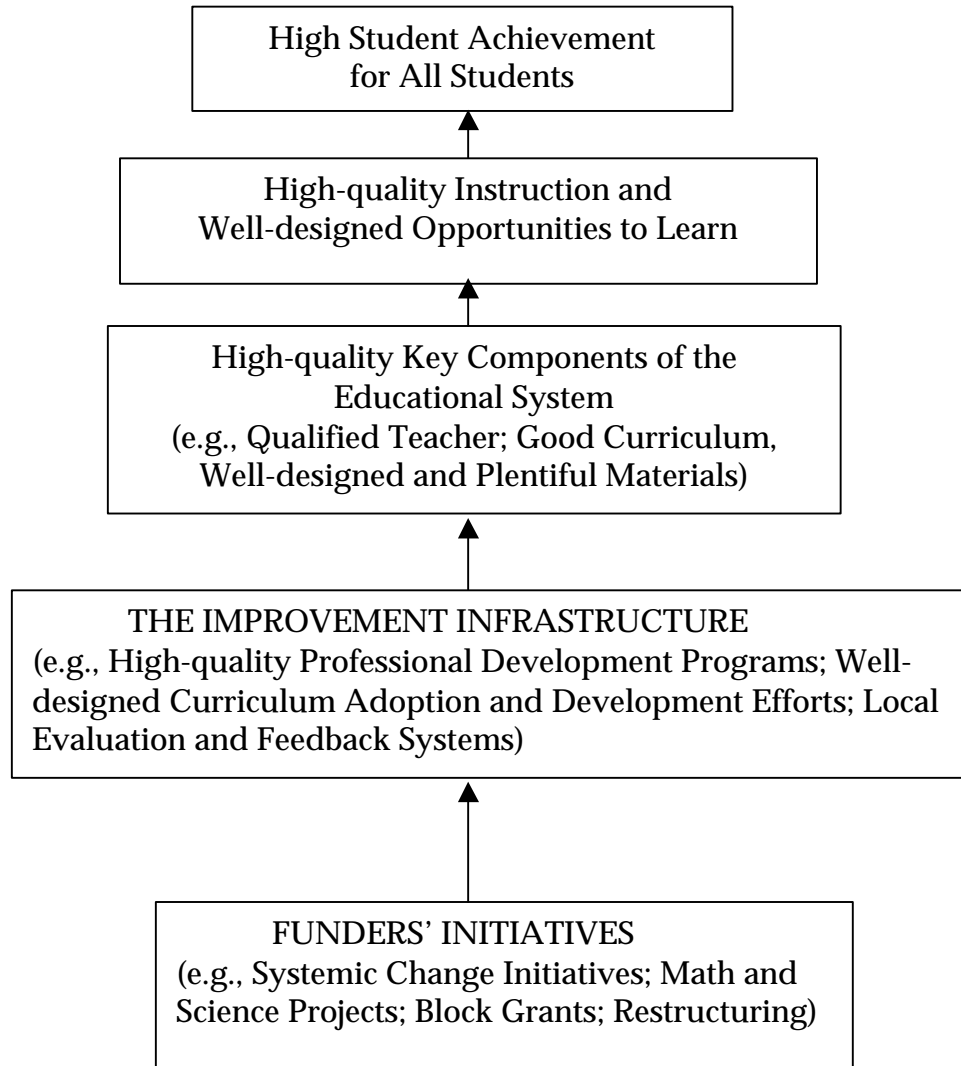 High Student Achievement
for All Students
High-quality Instruction and
Well-designed Opportunities to Learn
High-quality Key Components of the
Educational System
(e.g., Qualified Teacher; Good Curriculum,
Well-designed and Plentiful Materials)
THE IMPROVEMENT INFRASTRUCTURE
(e.g., High-quality Professional Development Programs; Well-
designed Curriculum Adoption and Development Efforts; Local
Evaluation and Feedback Systems)
FUNDERS’ INITIATIVES
(e.g., Systemic Change Initiatives; Math and
Science Projects; Block Grants; Restructuring)